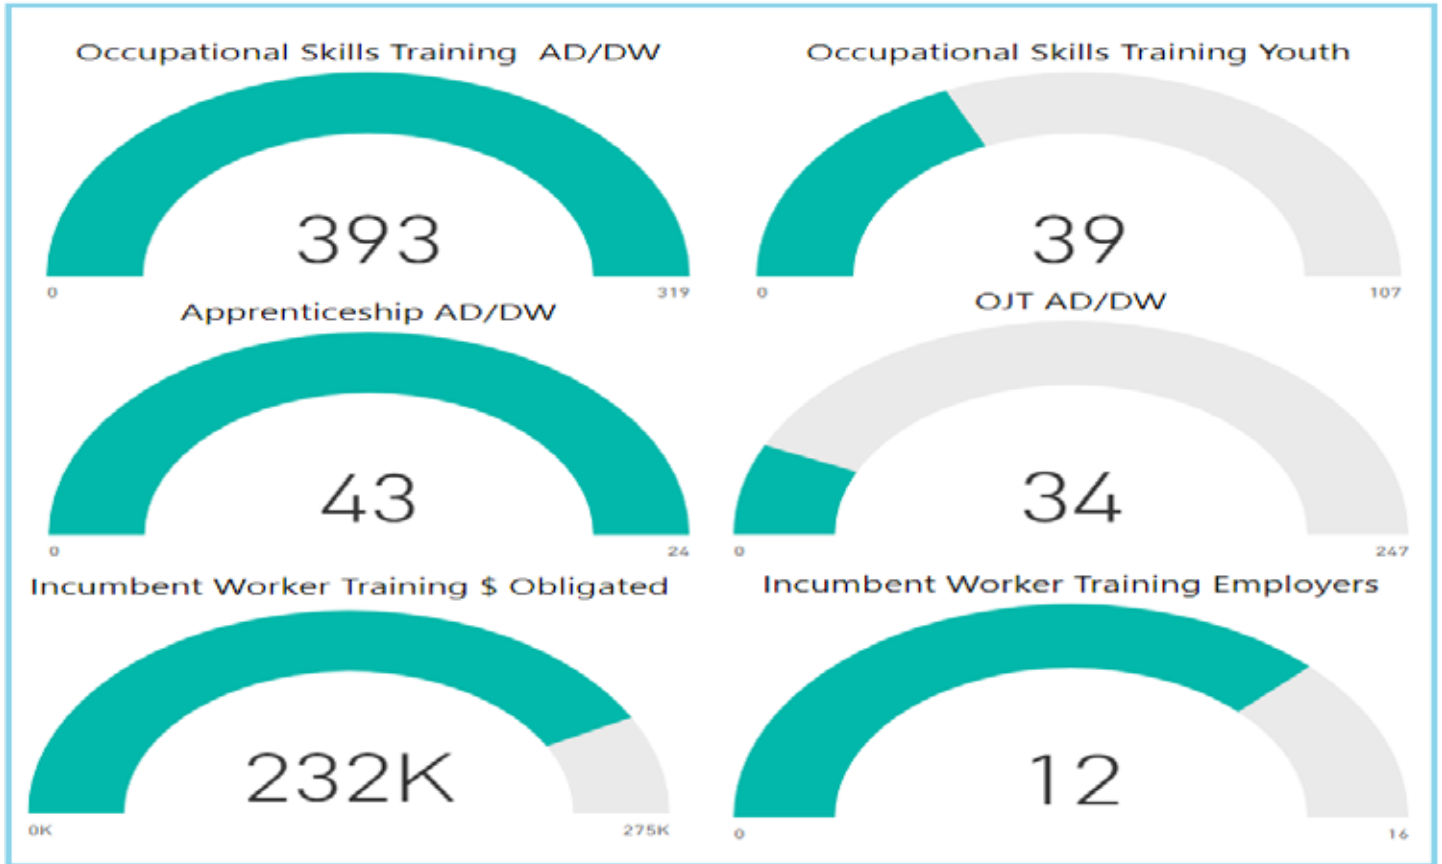 Occupational Skills Training AD/DW
393
0 319
Occupational Skills Training Youth
39
0 107
Apprenticeship AD/DW
43
0 24
OJT AD/DW
34
0 247
Incumbent Worker Training $ Obligated
232K
0K 275K
Incumbent Worker Training Employers
12
0 16